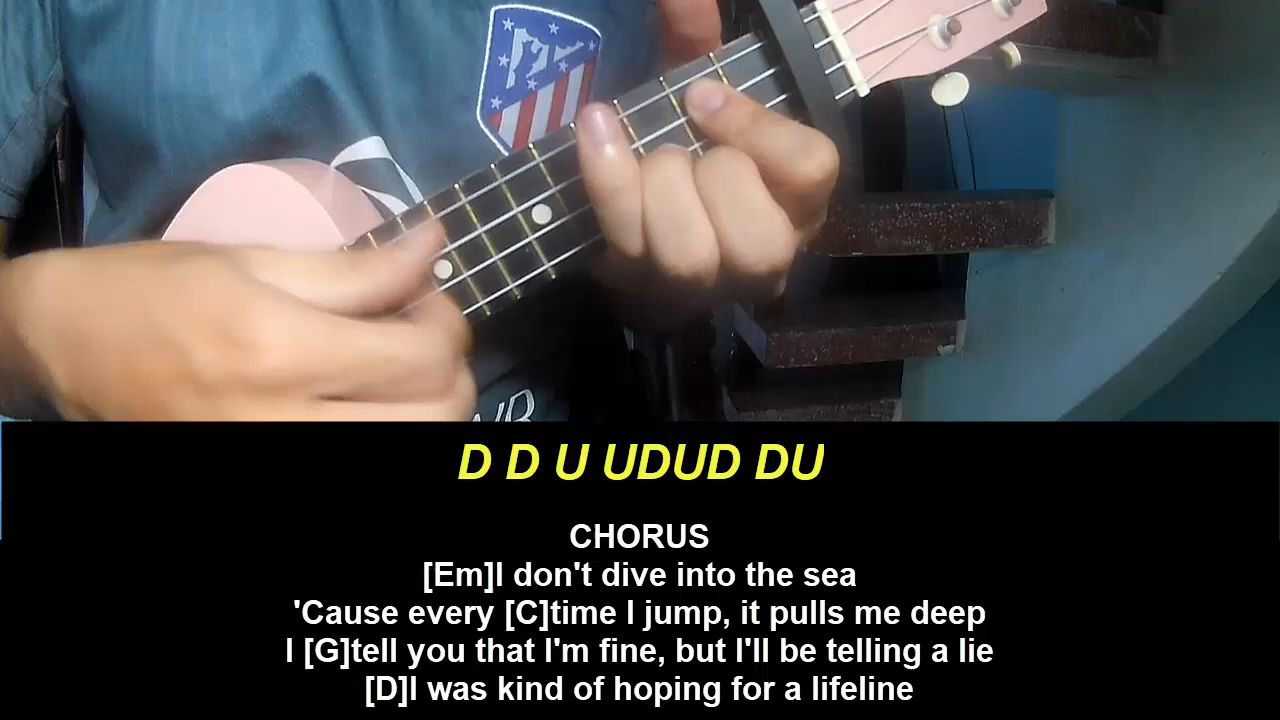 D D U UDUD DU
CHORUS
[Em]I don't dive into the sea
'Cause every [C]time I jump, it pulls me deep
I [G]tell you that I'm fine, but I'll be telling a lie
[D]I was kind of hoping for a lifeline